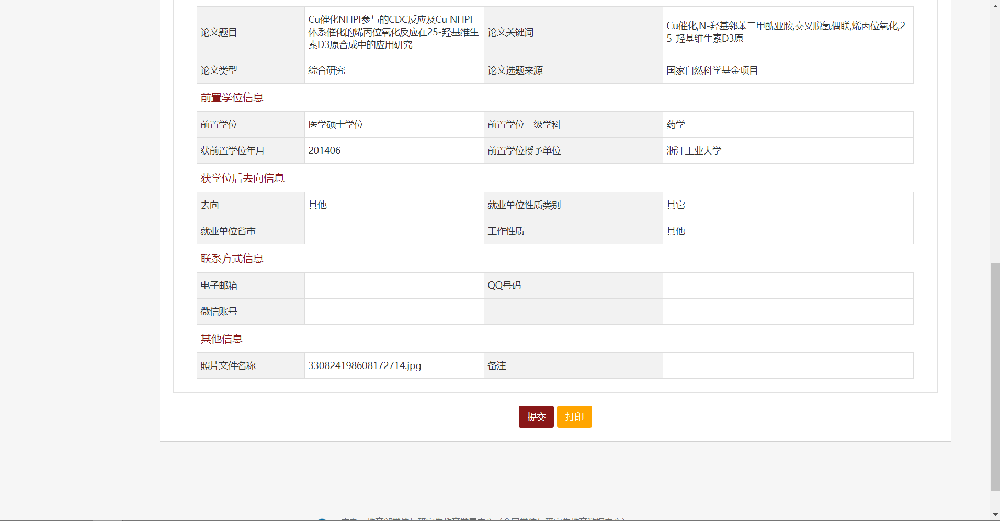 论文题目
Cu催化NHPI参与的CDC反应及Cu NHPI
体系催化的烯丙位氧化反应在25-羟基维生
素D3原合成中的应用研究
论文关键词
Cu催化,N-羟基邻苯二甲酰亚胺,交叉脱氢偶联,烯丙位氧化,2
5-羟基维生素D3原
论文类型
综合研究
论文选题来源
国家自然科学基金项目
前置学位信息
前置学位
医学硕士学位
前置学位一级学科
药学
获前置学位年月
201406
前置学位授予单位
浙江工业大学
获学位后去向信息
去向
其他
就业单位性质类别
其它
就业单位省市
工作性质
其他
联系方式信息
电子邮箱
QQ号码
微信账号
其他信息
照片文件名称
330824198608172714.jpg
备注
提交
打印